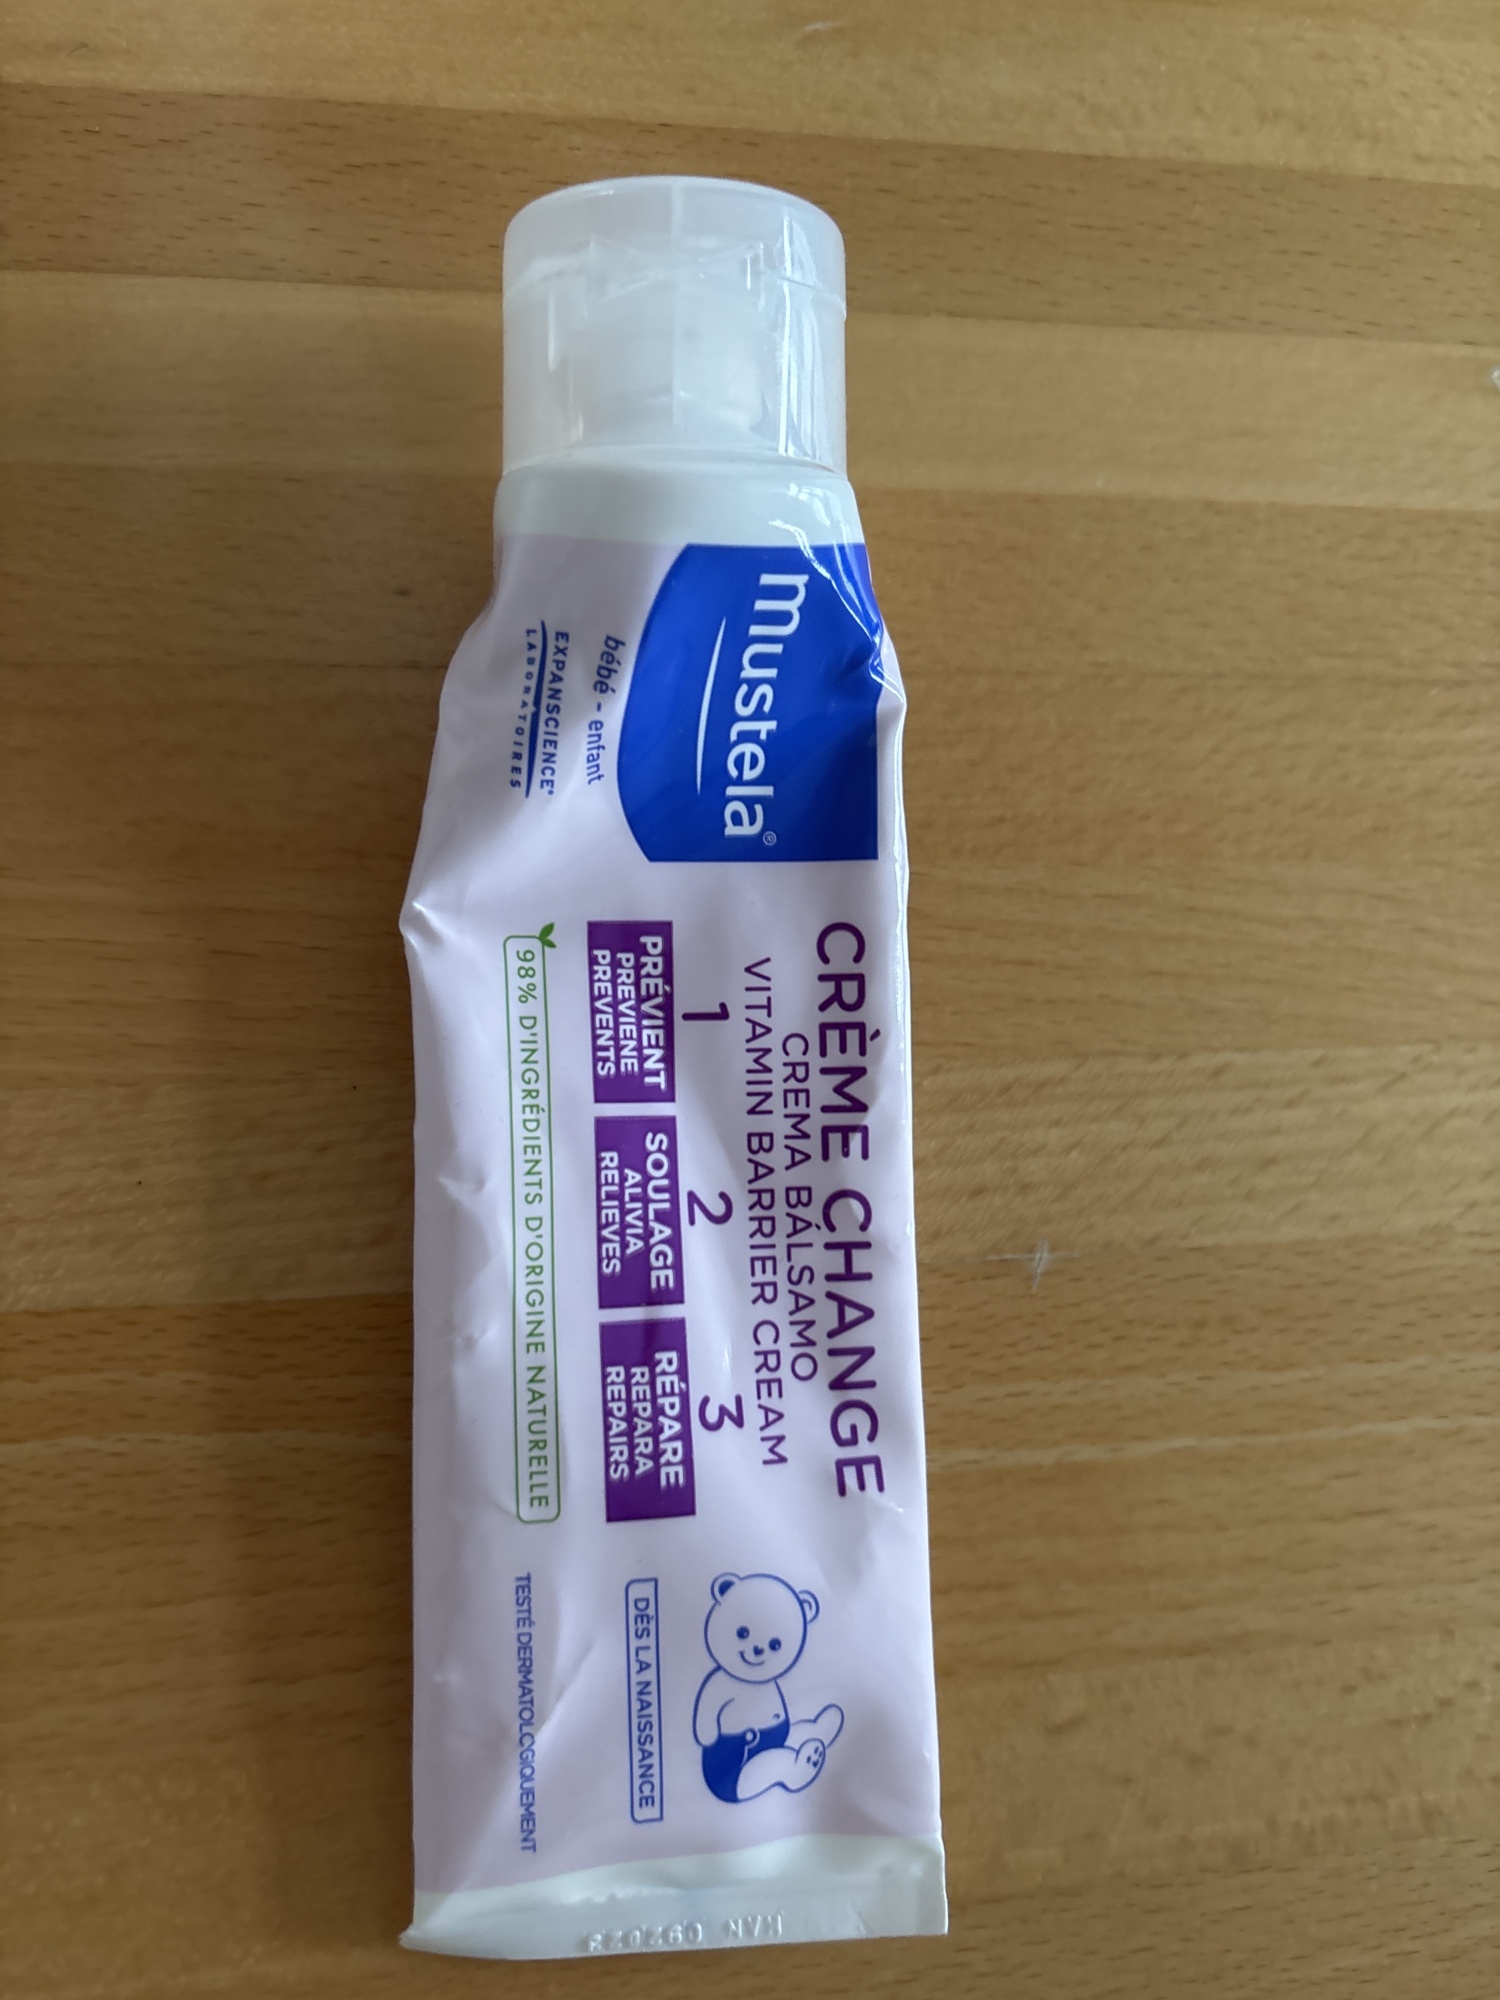 mustela®
bébé - enfant
EXPANSCIENCE®
LABORATOIRES
CRÈME CHANGE
CREMA BÁLSAMO
VITAMIN BARRIER CREAM
1
PRÉVIENT
PREVIENE
PREVENTS
2
SOULAGE
ALIVIA
RELIEVES
3
RÉPARE
REPARA
REPAIRS
98% D'INGRÉDIENTS D'ORIGINE NATURELLE
DÈS LA NAISSANCE
TESTÉ DERMATOLOGIQUEMENT